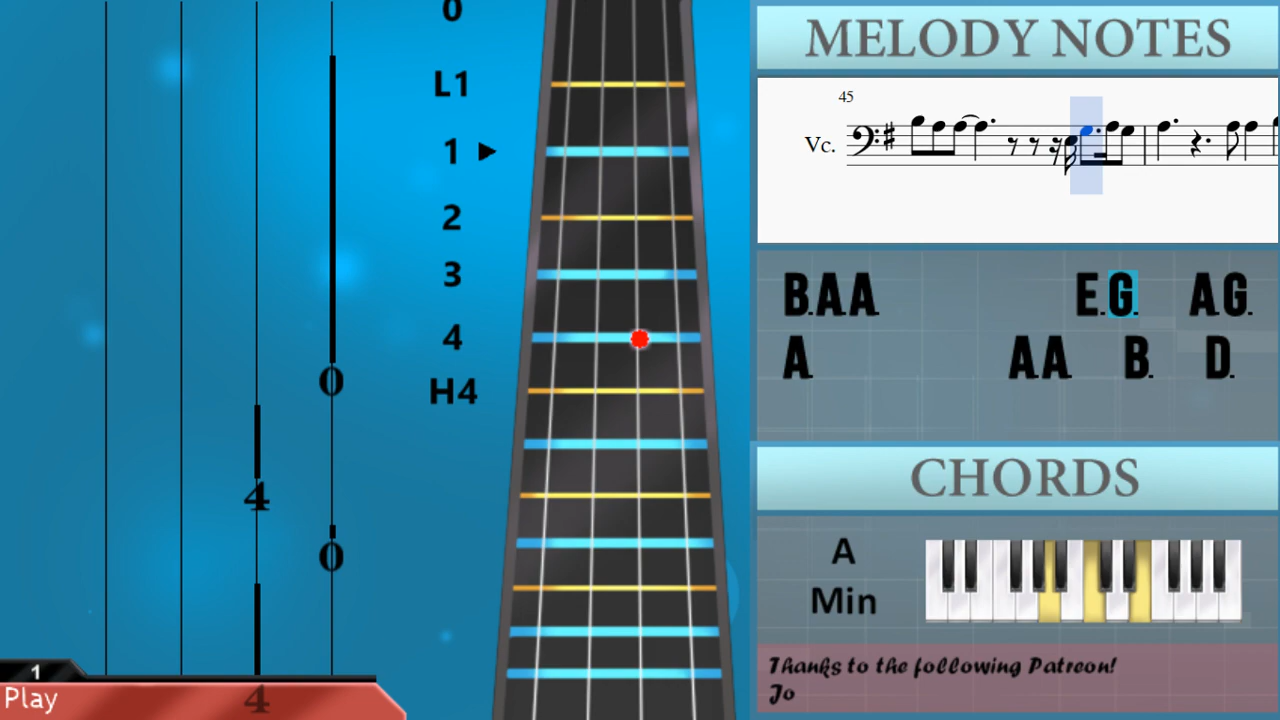 0
L1
1
2
3
4
H4
0
4
0
4
1
Play
MELODY NOTES
45
Vc.
B.A.A. E.G. A.G.
A. A.A. B. D.
CHORDS
A
Min
Thanks to the following Patreon!
Jo